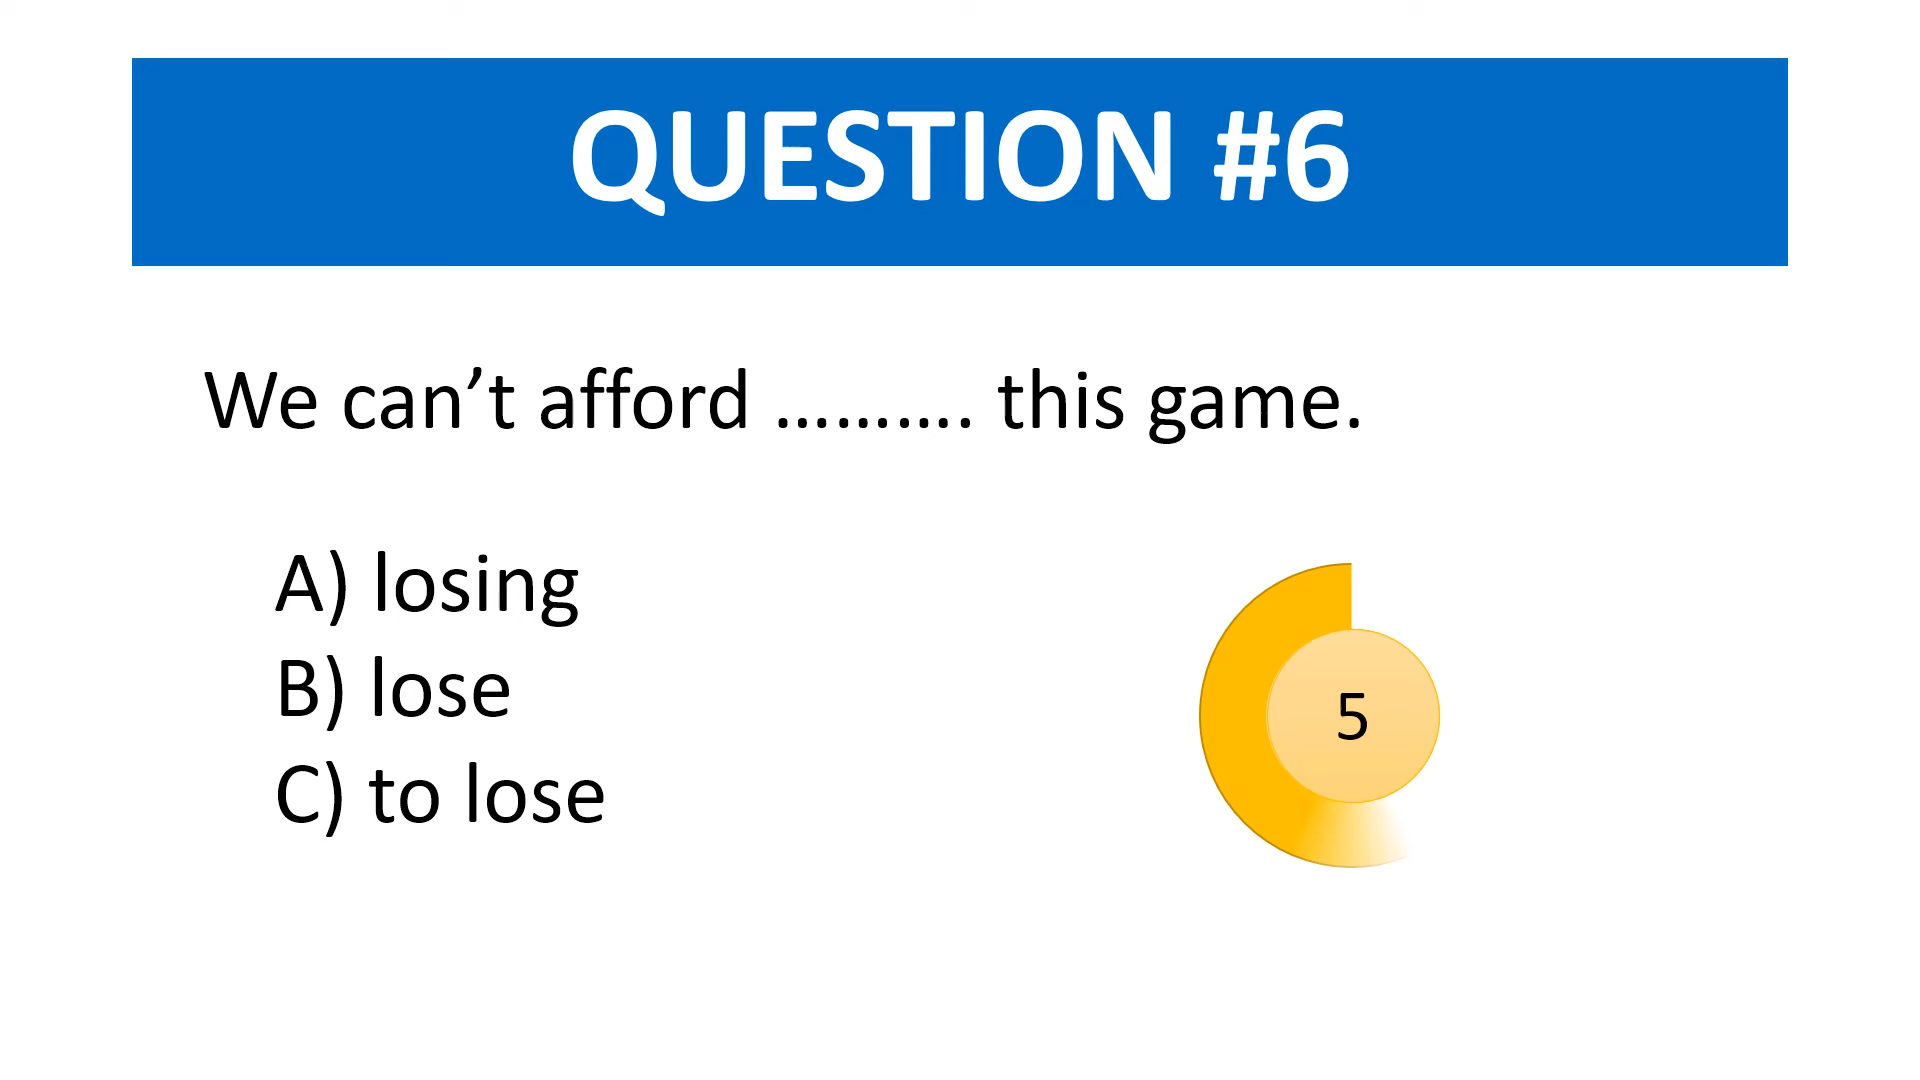 QUESTION #6
We can’t afford ………. this game.
A) losing
B) lose
C) to lose
5